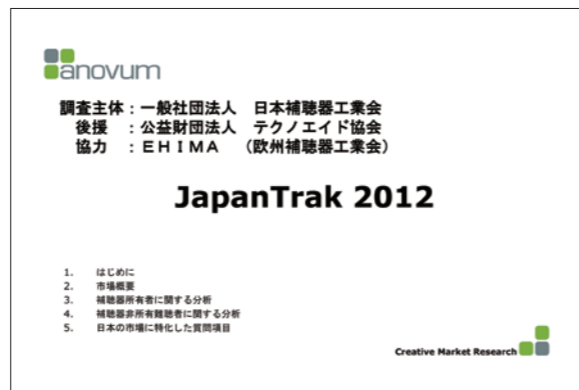 anovum
調査主体：一般社団法人　日本補聴器工業会
後援　：公益財団法人　テクノエイド協会
協力　：ＥＨＩＭＡ　（欧州補聴器工業会）
JapanTrak 2012
1. はじめに
2. 市場概要
3. 補聴器所有者に関する分析
4. 補聴器非所有難聴者に関する分析
5. 日本の市場に特化した質問項目
Creative Market Research